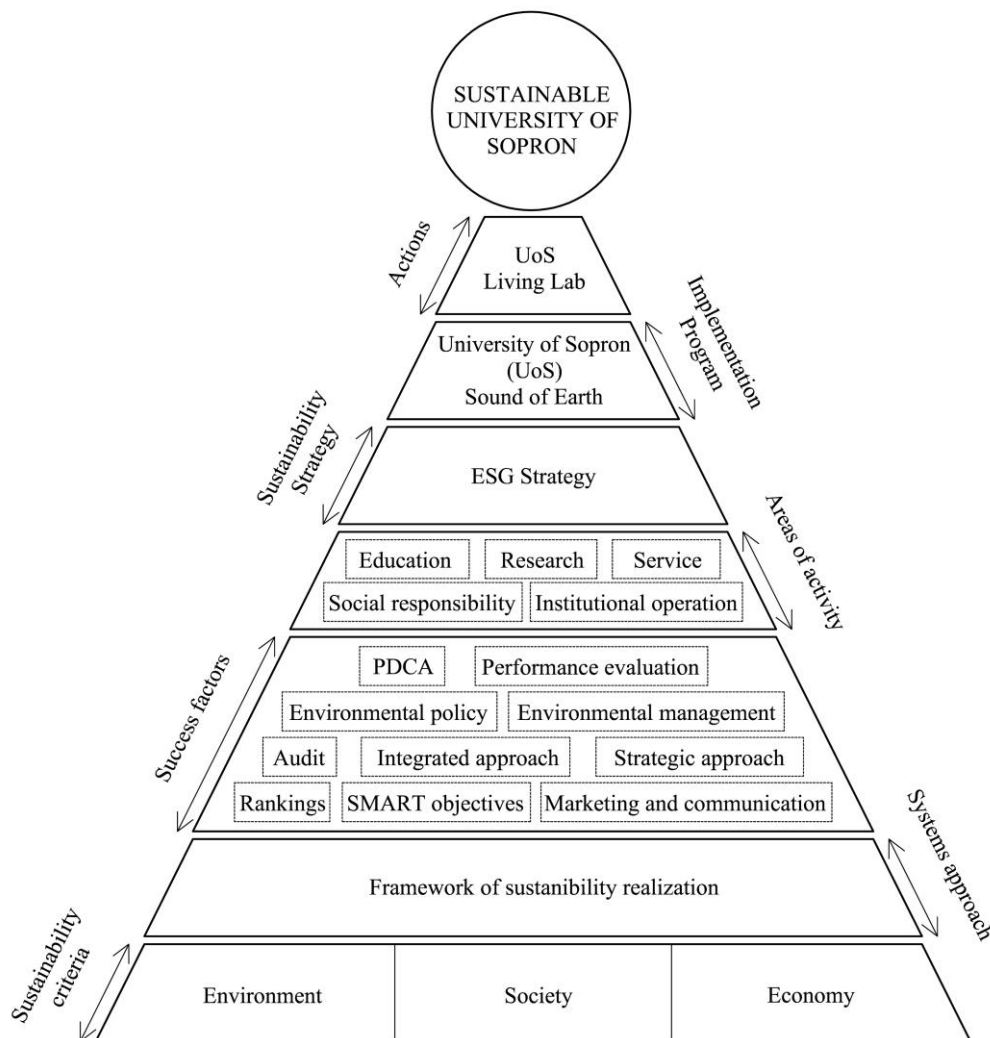 SUSTAINABLE
UNIVERSITY OF
SOPRON
Actions
UoS
Living Lab
Implementation
Program
University of Sopron
(UoS)
Sound of Earth
Sustainability
Strategy
ESG Strategy
Areas of activity
Education Research Service
Social responsibility Institutional operation
Success factors
PDCA Performance evaluation
Environmental policy Environmental management
Audit Integrated approach Strategic approach
Rankings SMART objectives Marketing and communication
Systems approach
Framework of sustanibility realization
Sustainability
criteria
Environment Society Economy